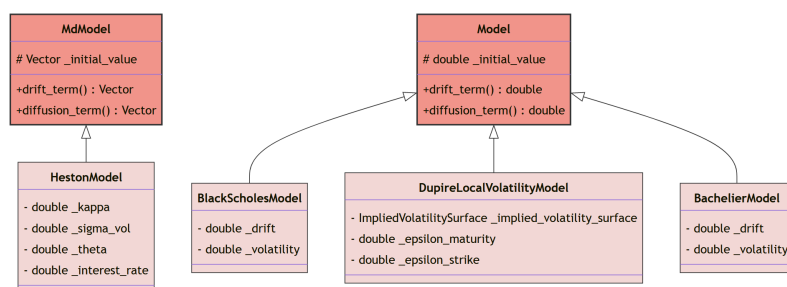 MdModel
# Vector _initial_value
+drift_term() : Vector
+diffusion_term() : Vector
Model
# double _initial_value
+drift_term() : double
+diffusion_term() : double
HestonModel
- double _kappa
- double _sigma_vol
- double _theta
- double _interest_rate
BlackScholesModel
- double _drift
- double _volatility
DupireLocalVolatilityModel
- ImpliedVolatilitySurface _implied_volatility_surface
- double _epsilon_maturity
- double _epsilon_strike
BachelierModel
- double _drift
- double _volatility